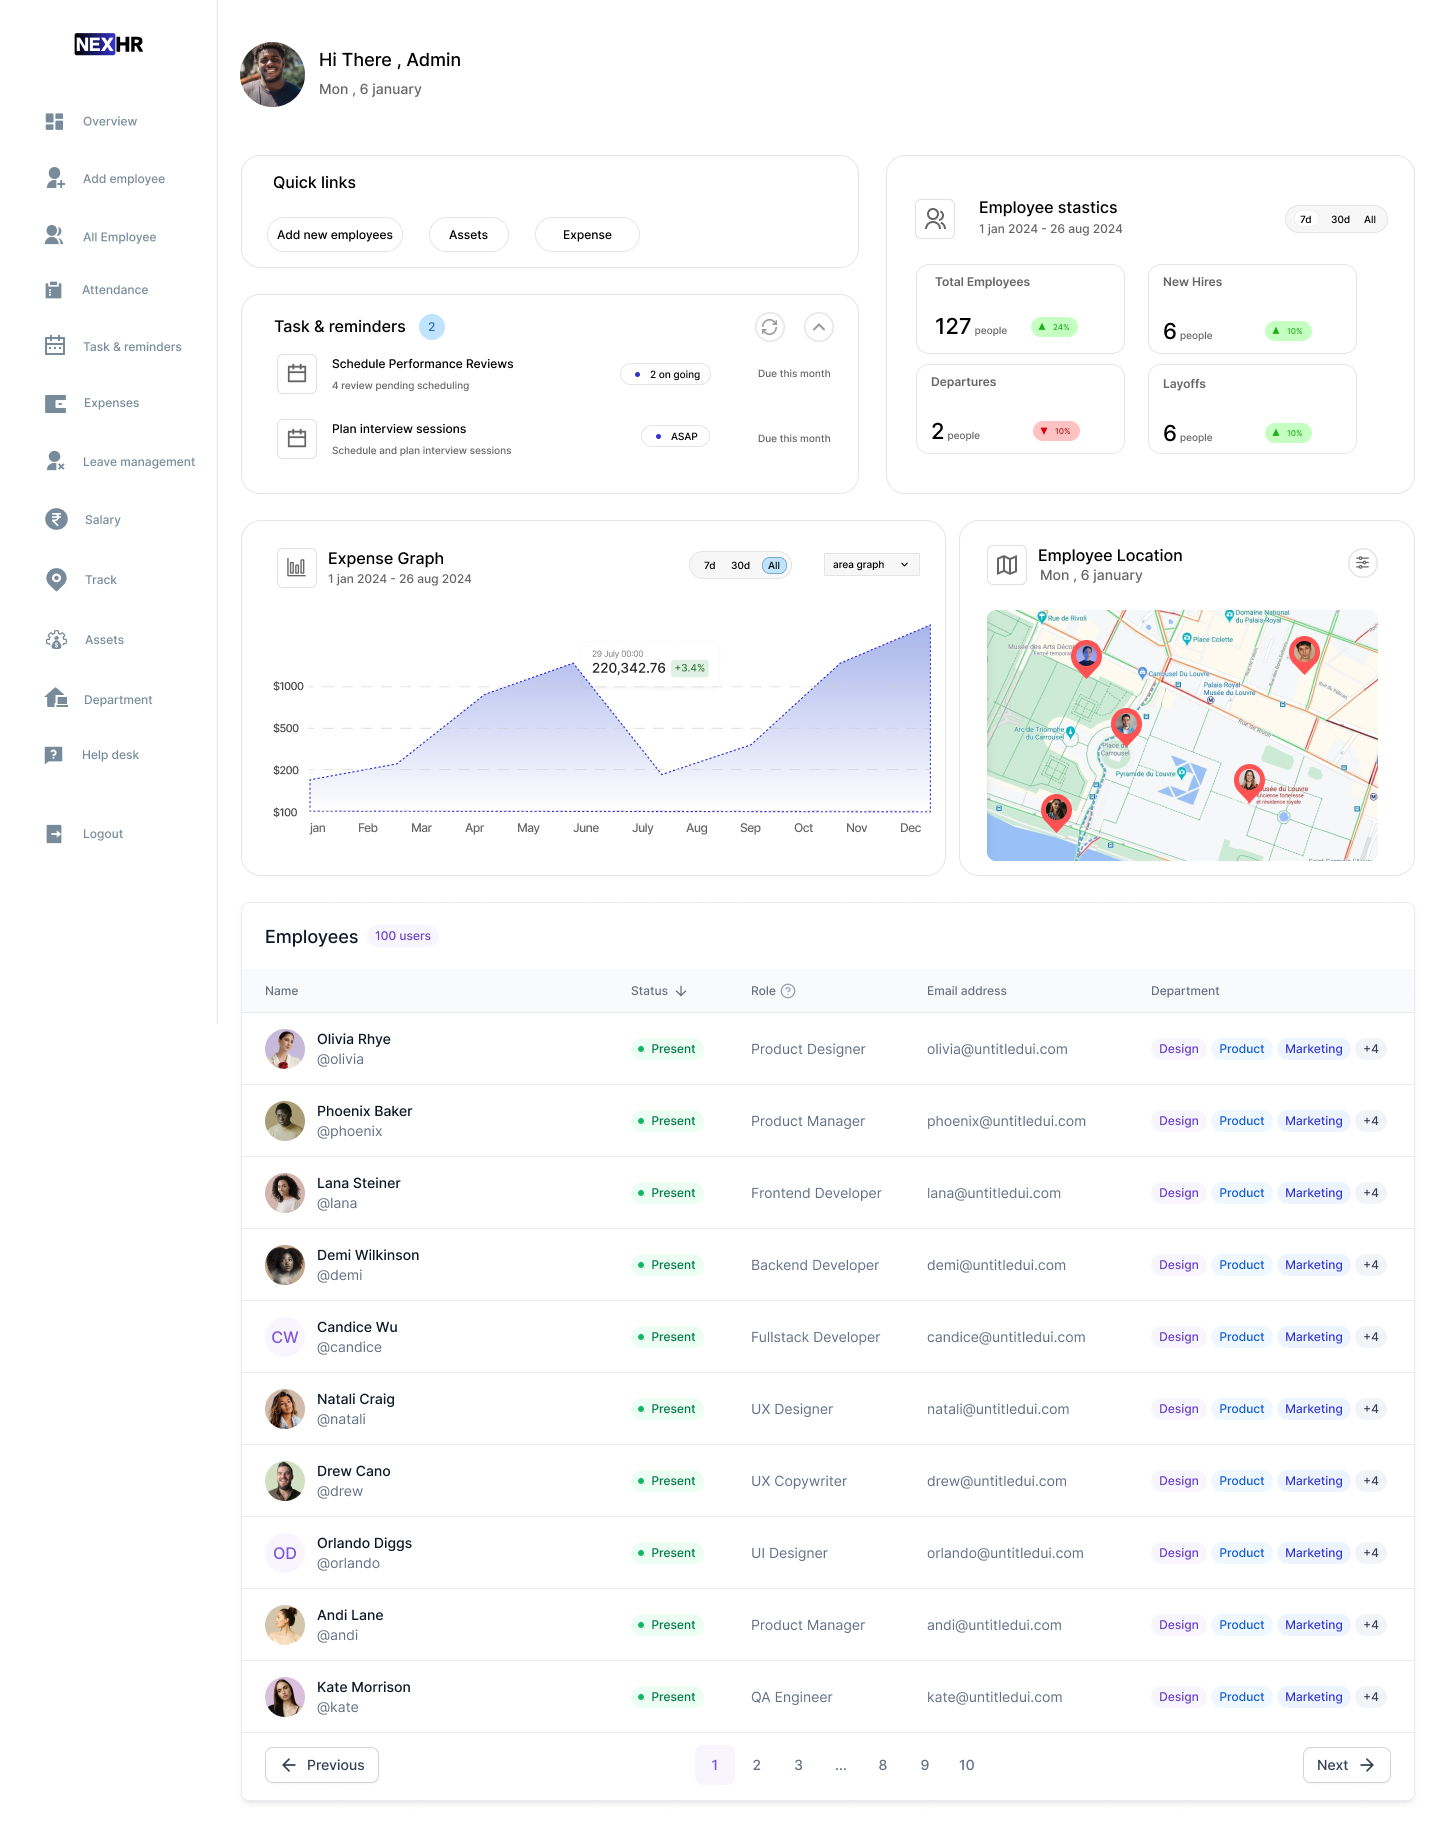 NEXHR
Overview
Add employee
All Employee
Attendance
Task & reminders
Expenses
Leave management
Salary
Track
Assets
Department
Help desk
Logout
Hi There , Admin
Mon , 6 january
Quick links
Add new employees Assets Expense
Task & reminders 2
Schedule Performance Reviews
4 review pending scheduling
2 on going
Due this month
Plan interview sessions
Schedule and plan interview sessions
ASAP
Due this month
Employee stastics
1 jan 2024 - 26 aug 2024
7d 30d All
Total Employees
127 people 24%
New Hires
6 people 10%
Departures
2 people 10%
Layoffs
6 people 10%
Expense Graph
1 jan 2024 - 26 aug 2024
7d 30d All
area graph
29 July 00:00
220,342.76 +3.4%
$1000
$500
$200
$100
jan Feb Mar Apr May June July Aug Sep Oct Nov Dec
Employee Location
Mon , 6 january
Rue de Rivoli
Domaine National
du Palais-Royal
Place Colette
Musée des Arts Décor
Fermé temporai
Carrousel Du Louvre
Palais-Royal
Musée du Louvre
Rue de Rivoli
Arc de Triomphe
du Carrousel
Place d
Carrousel
Pyramide du Louvre
usée du Louvre
Ancienne forteresse
et résidence royale
Employees 100 users
Name Status Role Email address Department
Olivia Rhye
@olivia
Present Product Designer olivia@untitledui.com Design Product Marketing +4
Phoenix Baker
@phoenix
Present Product Manager phoenix@untitledui.com Design Product Marketing +4
Lana Steiner
@lana
Present Frontend Developer lana@untitledui.com Design Product Marketing +4
Demi Wilkinson
@demi
Present Backend Developer demi@untitledui.com Design Product Marketing +4
CW
Candice Wu
@candice
Present Fullstack Developer candice@untitledui.com Design Product Marketing +4
Natali Craig
@natali
Present UX Designer natali@untitledui.com Design Product Marketing +4
Drew Cano
@drew
Present UX Copywriter drew@untitledui.com Design Product Marketing +4
OD
Orlando Diggs
@orlando
Present UI Designer orlando@untitledui.com Design Product Marketing +4
Andi Lane
@andi
Present Product Manager andi@untitledui.com Design Product Marketing +4
Kate Morrison
@kate
Present QA Engineer kate@untitledui.com Design Product Marketing +4
Previous 1 2 3 ... 8 9 10 Next